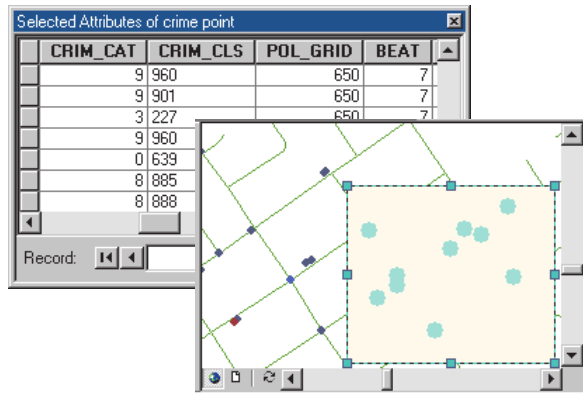 Selected Attributes of crime point
CRIM_CAT CRIM_CLS POL_GRID BEAT
9 960 650 7
9 901 650 7
3 227 650 7
9 960
0 639
8 885
8 888
Record: